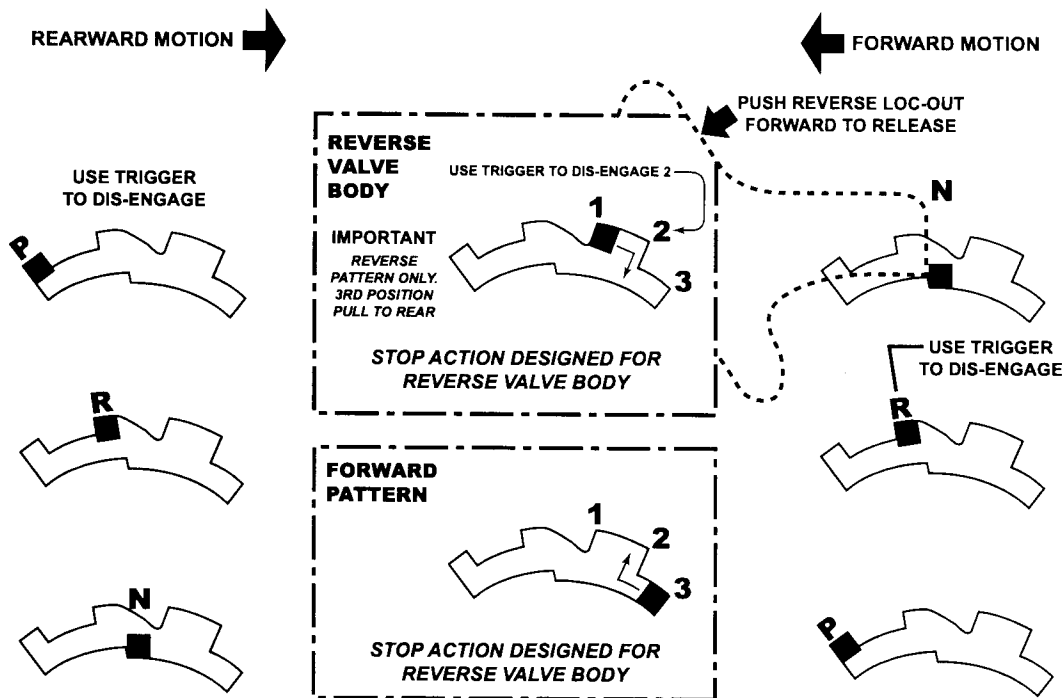 REARWARD MOTION
FORWARD MOTION
PUSH REVERSE LOC-OUT
FORWARD TO RELEASE
USE TRIGGER
TO DIS-ENGAGE
P
REVERSE
VALVE
BODY
USE TRIGGER TO DIS-ENGAGE 2
1
2
3
IMPORTANT
REVERSE
PATTERN ONLY.
3RD POSITION
PULL TO REAR
STOP ACTION DESIGNED FOR
REVERSE VALVE BODY
N
USE TRIGGER
TO DIS-ENGAGE
R
R
FORWARD
PATTERN
1
2
3
STOP ACTION DESIGNED FOR
REVERSE VALVE BODY
N
P